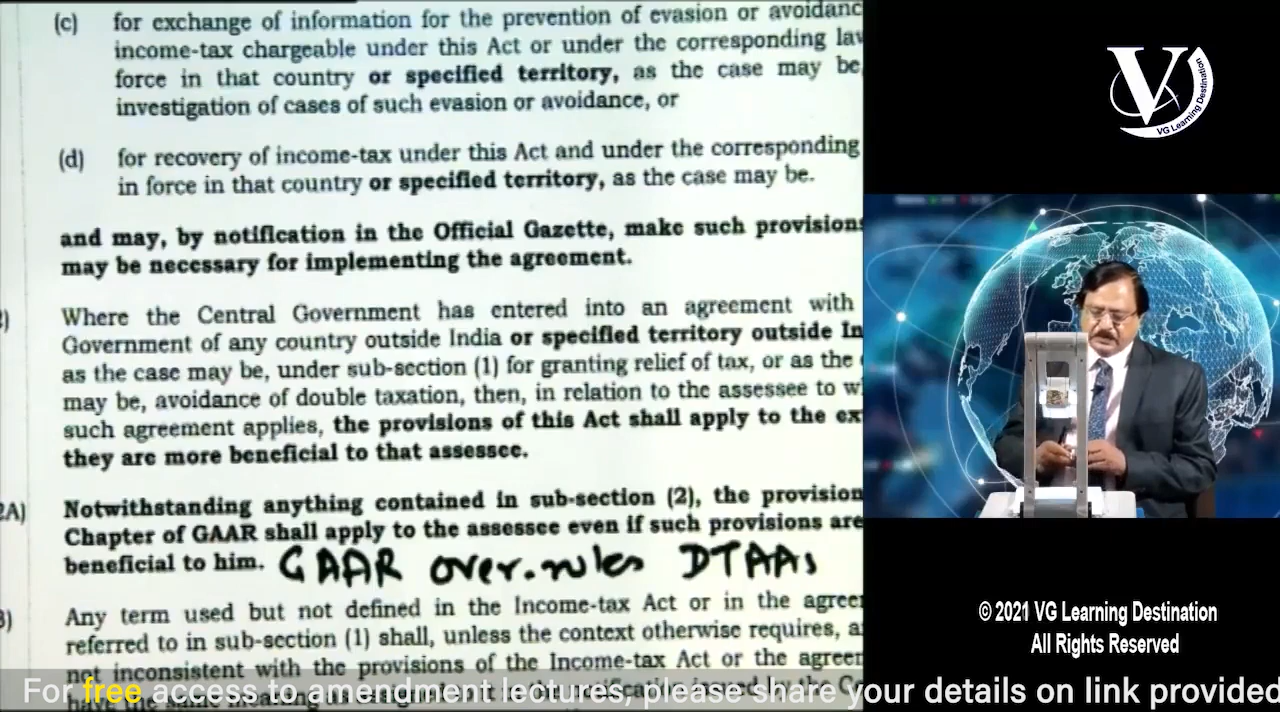 (c) for exchange of information for the prevention of evasion or avoidanc
income-tax chargeable under this Act or under the corresponding lav
force in that country or specified territory, as the case may be
investigation of cases of such evasion or avoidance, or
(d) for recovery of income-tax under this Act and under the corresponding
in force in that country or specified territory, as the case may be.
and may, by notification in the Official Gazette, make such provisions
may be necessary for implementing the agreement.
Where the Central Government has entered into an agreement with
Government of any country outside India or specified territory outside In
as the case may be, under sub-section (1) for granting relief of tax, or as the
may be, avoidance of double taxation, then, in relation to the assessee to w
such agreement applies, the provisions of this Act shall apply to the ex
they are more beneficial to that assessee.
2A) Notwithstanding anything contained in sub-section (2), the provision
Chapter of GAAR shall apply to the assessee even if such provisions are
beneficial to him. GAAR over-rules DTAAs
Any term used but not defined in the Income-tax Act or in the agree
referred to in sub-section (1) shall, unless the context otherwise requires, a
not inconsistent with the provisions of the Income-tax Act or the agree
For free access to amendment lectures, please share your details on link provided
V
VG Learning Destination
© 2021 VG Learning Destination
All Rights Reserved